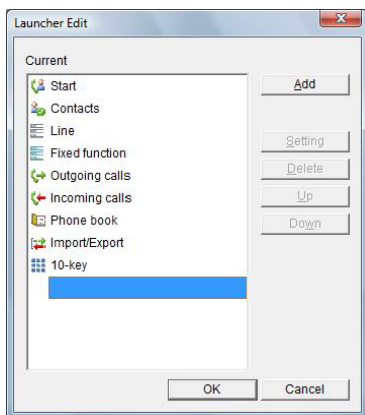 Launcher Edit
Current
Start
Contacts
Line
Fixed function
Outgoing calls
Incoming calls
Phone book
Import/Export
10-key
Add
Setting
Delete
Up
Down
OK
Cancel